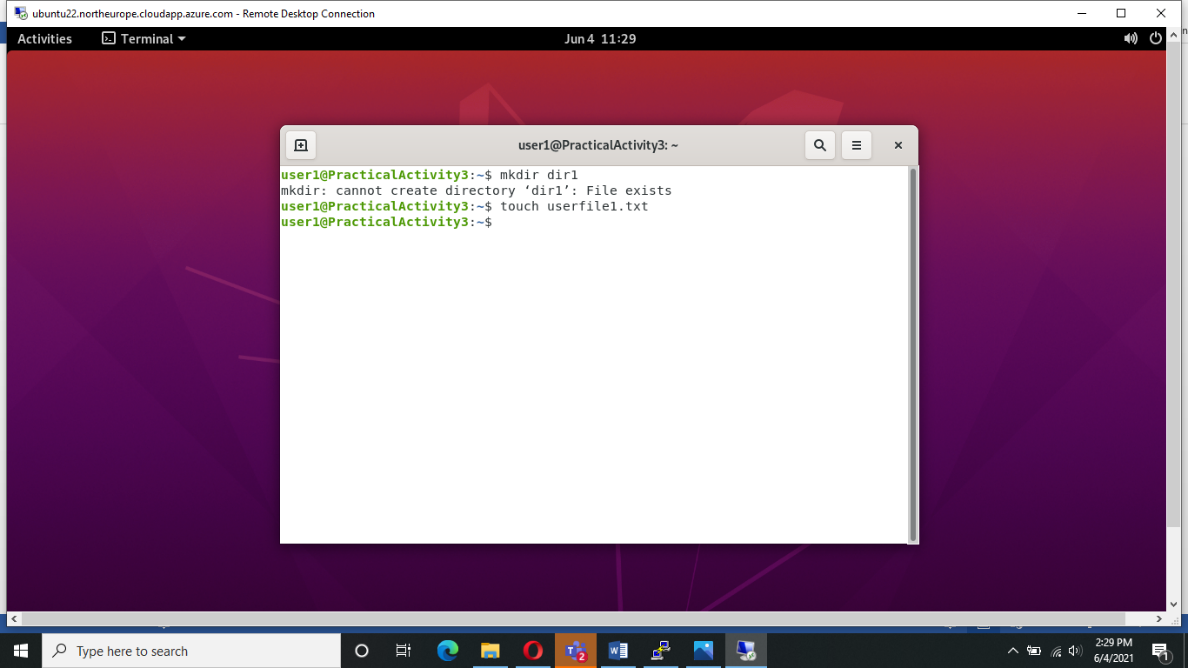 ubuntu22.northeurope.cloudapp.azure.com - Remote Desktop Connection
Activities Terminal Jun 4 11:29
user1@PracticalActivity3: ~
user1@PracticalActivity3:~$ mkdir dir1
mkdir: cannot create directory ‘dir1’: File exists
user1@PracticalActivity3:~$ touch userfile1.txt
user1@PracticalActivity3:~$
Type here to search
2
W
2:29 PM
6/4/2021
1